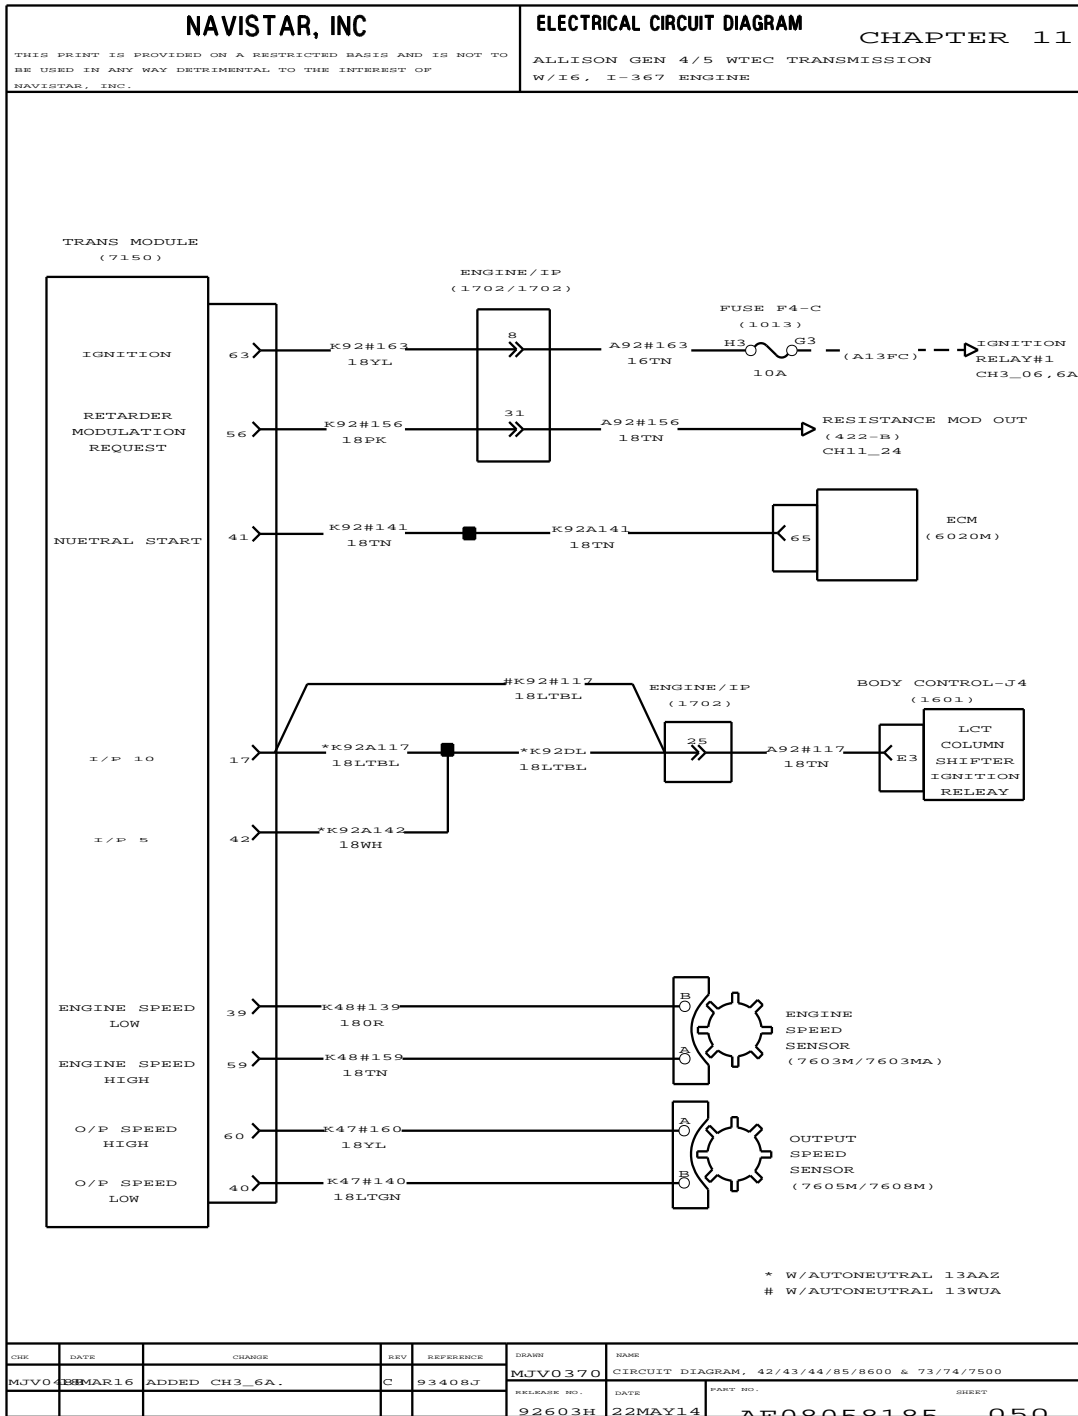 NAVISTAR, INC
THIS PRINT IS PROVIDED ON A RESTRICTED BASIS AND IS NOT TO
BE USED IN ANY WAY DETRIMENTAL TO THE INTEREST OF
NAVISTAR, INC.
ELECTRICAL CIRCUIT DIAGRAM
CHAPTER 11
ALLISON GEN 4/5 WTEC TRANSMISSION
W/I6, I-367 ENGINE
TRANS MODULE
(7150)
ENGINE/IP
(1702/1702)
FUSE F4-C
(1013)
IGNITION
63
K92#163
18YL
8
A92#163
16TN
H3
G3
10A
(A13FC)
IGNITION
RELAY#1
CH3_06,6A
RETARDER
MODULATION
REQUEST
56
K92#156
18PK
31
A92#156
18TN
RESISTANCE MOD OUT
(422-B)
CH11_24
NUETRAL START
41
K92#141
18TN
K92A141
18TN
65
ECM
(6020M)
#K92#117
18LTBL
ENGINE/IP
(1702)
BODY CONTROL-J4
(1601)
I/P 10
17
*K92A117
18LTBL
*K92DL
18LTBL
25
A92#117
18TN
E3
LCT
COLUMN
SHIFTER
IGNITION
RELEAY
I/P 5
42
*K92A142
18WH
ENGINE SPEED
LOW
39
K48#139
18OR
B
ENGINE
SPEED
SENSOR
(7603M/7603MA)
ENGINE SPEED
HIGH
59
K48#159
18TN
A
O/P SPEED
HIGH
60
K47#160
18YL
A
OUTPUT
SPEED
SENSOR
(7605M/7608M)
O/P SPEED
LOW
40
K47#140
18LTGN
B
* W/AUTONEUTRAL 13AAZ
# W/AUTONEUTRAL 13WUA
CHK DATE CHANGE REV REFERENCE
MAR16 ADDED CH3_6A. C 93408J
DRAWN
MJV0370
NAME
CIRCUIT DIAGRAM, 42/43/44/85/8600 & 73/74/7500
RELEASE NO.
92603H
DATE
22MAY14
PART NO.
AE08058185
SHEET
050